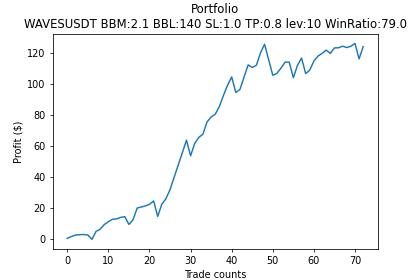 Portfolio
WAVESUSDT BBM:2.1 BBL:140 SL:1.0 TP:0.8 lev:10 WinRatio:79.0
120
100
80
60
40
20
0
Profit ($)
0 10 20 30 40 50 60 70
Trade counts